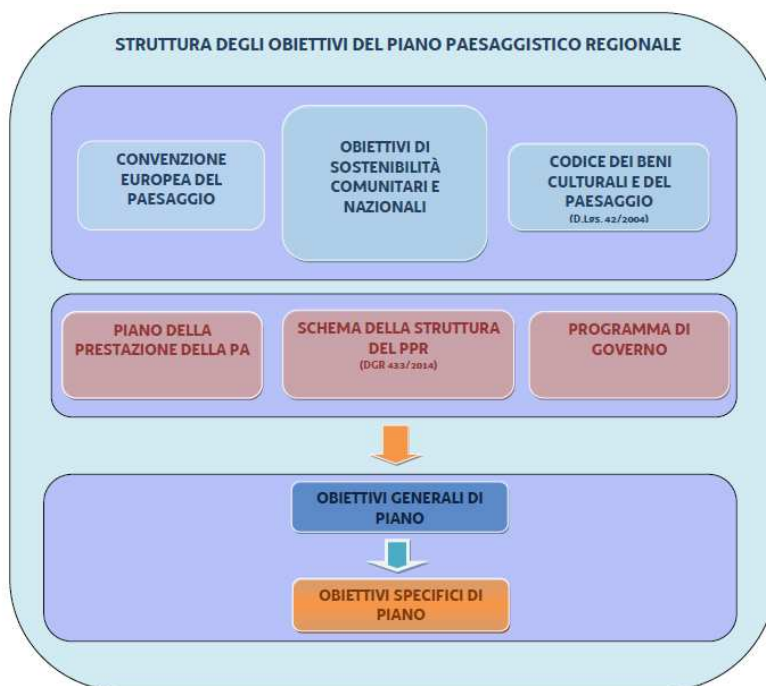 STRUTTURA DEGLI OBIETTIVI DEL PIANO PAESAGGISTICO REGIONALE
CONVENZIONE
EUROPEA DEL
PAESAGGIO
OBIETTIVI DI
SOSTENIBILITÀ
COMUNITARI E
NAZIONALI
CODICE DEI BENI
CULTURALI E DEL
PAESAGGIO
(D.LGS. 42/2004)
PIANO DELLA
PRESTAZIONE DELLA PA
SCHEMA DELLA STRUTTURA
DEL PPR
(DGR 433/2014)
PROGRAMMA DI
GOVERNO
OBIETTIVI GENERALI DI
PIANO
OBIETTIVI SPECIFICI DI
PIANO